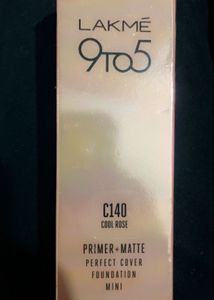 LAKMÉ
9TO5
C140
COOL ROSE
PRIMER+MATTE
PERFECT COVER
FOUNDATION
MINI